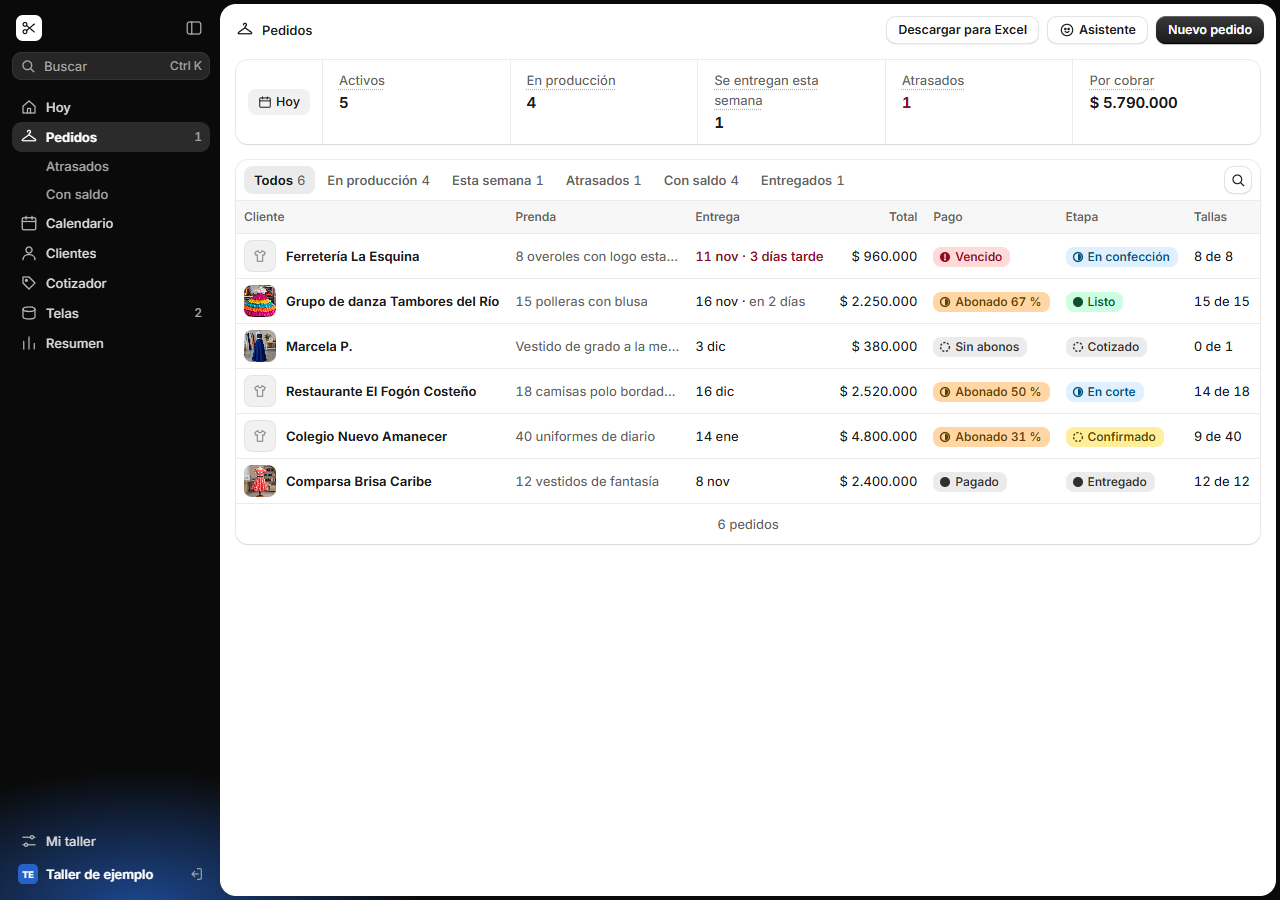 Buscar Ctrl K
Hoy
Pedidos 1
Atrasados
Con saldo
Calendario
Clientes
Cotizador
Telas 2
Resumen
Mi taller
TE Taller de ejemplo
Pedidos
Descargar para Excel
Asistente
Nuevo pedido
Hoy
Activos
5
En producción
4
Se entregan esta
semana
1
Atrasados
1
Por cobrar
$ 5.790.000
Todos 6 En producción 4 Esta semana 1 Atrasados 1 Con saldo 4 Entregados 1
Cliente Prenda Entrega Total Pago Etapa Tallas
Ferretería La Esquina 8 overoles con logo esta... 11 nov · 3 días tarde $ 960.000 Vencido En confección 8 de 8
Grupo de danza Tambores del Río 15 polleras con blusa 16 nov · en 2 días $ 2.250.000 Abonado 67 % Listo 15 de 15
Marcela P. Vestido de grado a la me... 3 dic $ 380.000 Sin abonos Cotizado 0 de 1
Restaurante El Fogón Costeño 18 camisas polo bordad... 16 dic $ 2.520.000 Abonado 50 % En corte 14 de 18
Colegio Nuevo Amanecer 40 uniformes de diario 14 ene $ 4.800.000 Abonado 31 % Confirmado 9 de 40
Comparsa Brisa Caribe 12 vestidos de fantasía 8 nov $ 2.400.000 Pagado Entregado 12 de 12
6 pedidos